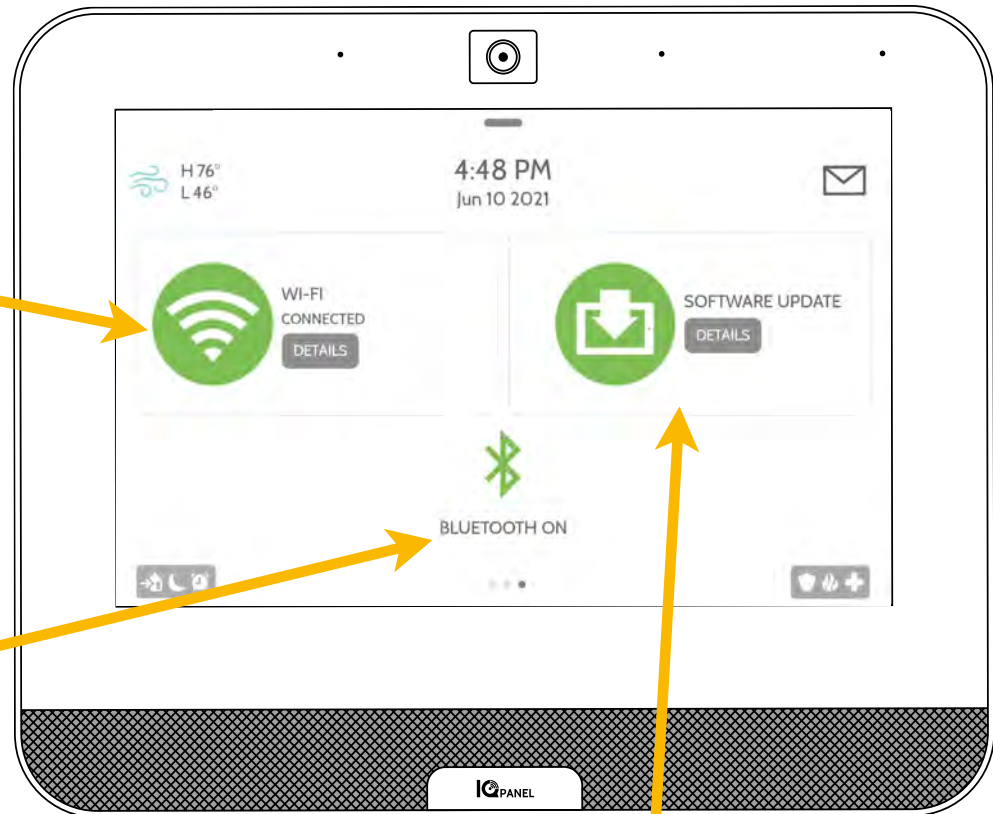 H 76°
L 46°
4:48 PM
Jun 10 2021
WI-FI
CONNECTED
DETAILS
SOFTWARE UPDATE
DETAILS
BLUETOOTH ON
IQ PANEL